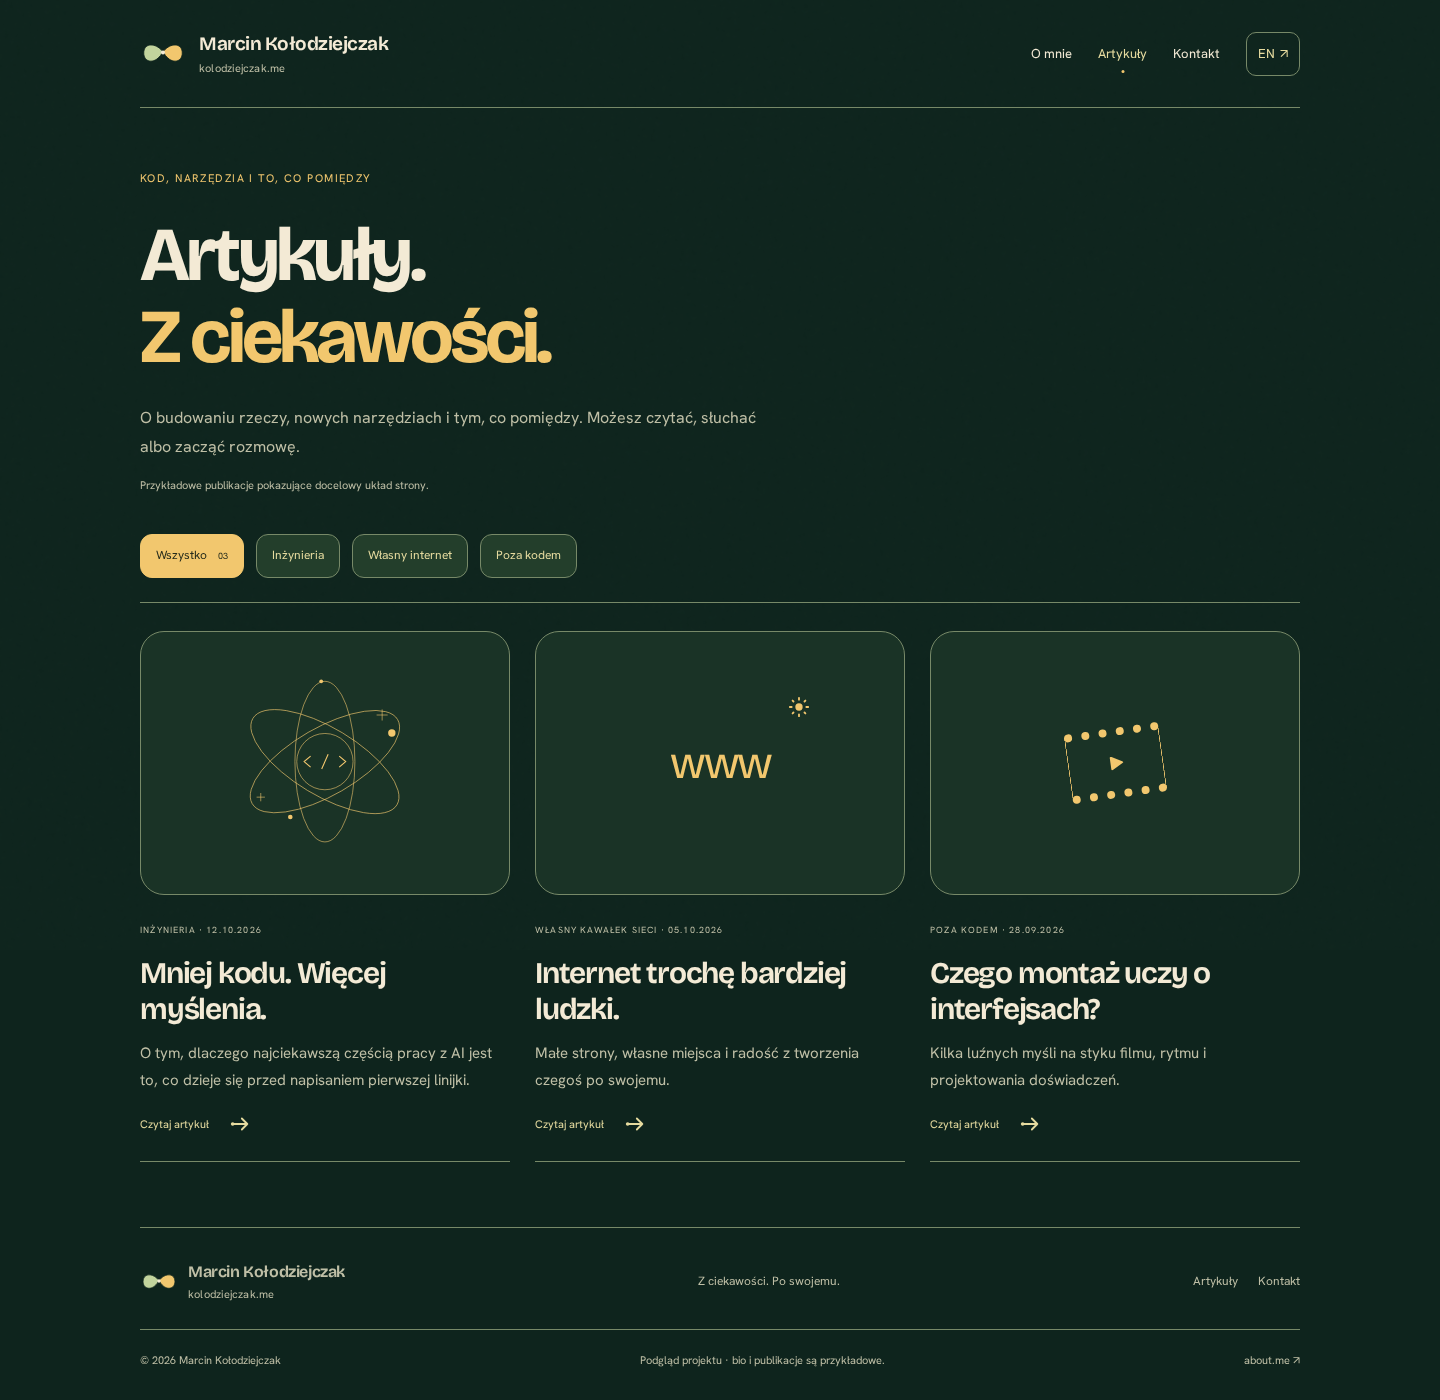 Marcin Kołodziejczak
kolodziejczak.me
O mnie
Artykuły
Kontakt
EN ↗
KOD, NARZĘDZIA I TO, CO POMIĘDZY
Artykuły.
Z ciekawości.
O budowaniu rzeczy, nowych narzędziach i tym, co pomiędzy. Możesz czytać, słuchać
albo zacząć rozmowę.
Przykładowe publikacje pokazujące docelowy układ strony.
Wszystko 03
Inżynieria
Własny internet
Poza kodem
< / >
www
INŻYNIERIA · 12.10.2026
Mniej kodu. Więcej
myślenia.
O tym, dlaczego najciekawszą częścią pracy z AI jest
to, co dzieje się przed napisaniem pierwszej linijki.
Czytaj artykuł
WŁASNY KAWAŁEK SIECI · 05.10.2026
Internet trochę bardziej
ludzki.
Małe strony, własne miejsca i radość z tworzenia
czegoś po swojemu.
Czytaj artykuł
POZA KODEM · 28.09.2026
Czego montaż uczy o
interfejsach?
Kilka luźnych myśli na styku filmu, rytmu i
projektowania doświadczeń.
Czytaj artykuł
Marcin Kołodziejczak
kolodziejczak.me
Z ciekawości. Po swojemu.
Artykuły
Kontakt
© 2026 Marcin Kołodziejczak
Podgląd projektu · bio i publikacje są przykładowe.
about.me ↗